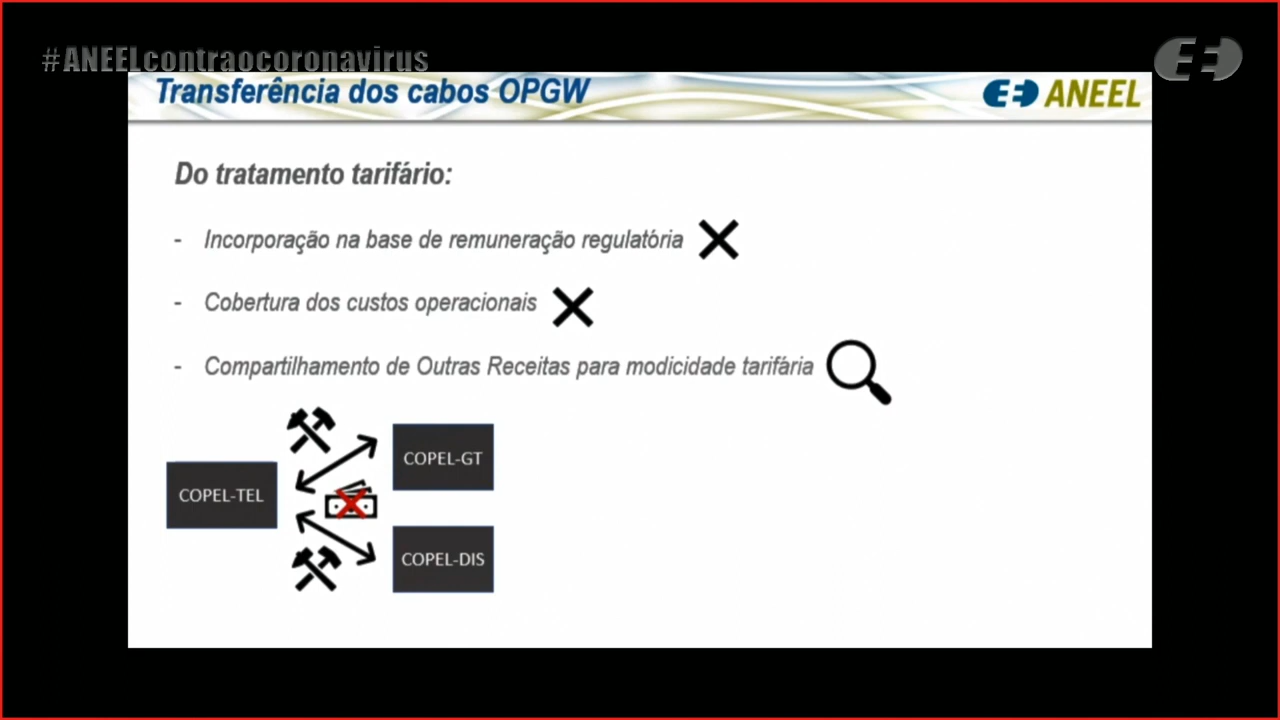 #ANEELcontraocoronavirus
Transferência dos cabos OPGW
ANEEL
Do tratamento tarifário:
- Incorporação na base de remuneração regulatória
- Cobertura dos custos operacionais
- Compartilhamento de Outras Receitas para modicidade tarifária
COPEL-GT
COPEL-TEL
COPEL-DIS